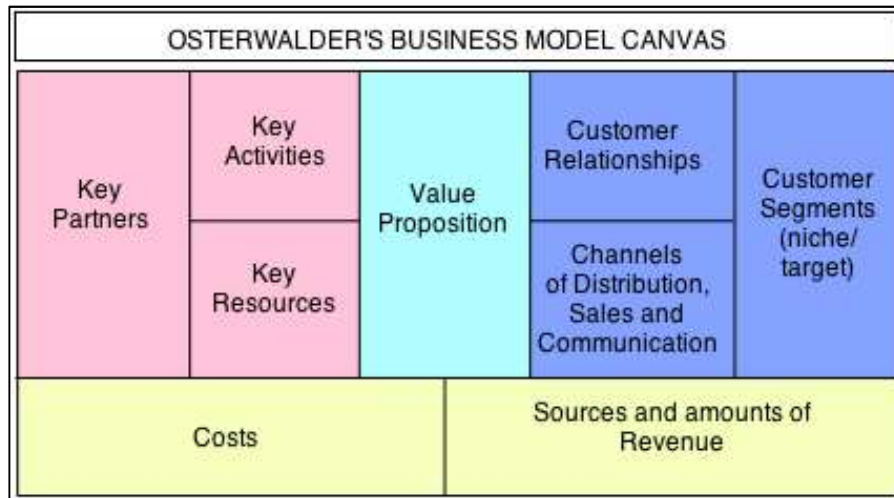 OSTERWALDER'S BUSINESS MODEL CANVAS
Key
Partners
Key
Activities
Key
Resources
Value
Proposition
Customer
Relationships
Channels
of Distribution,
Sales and
Communication
Customer
Segments
(niche/
target)
Costs
Sources and amounts of
Revenue